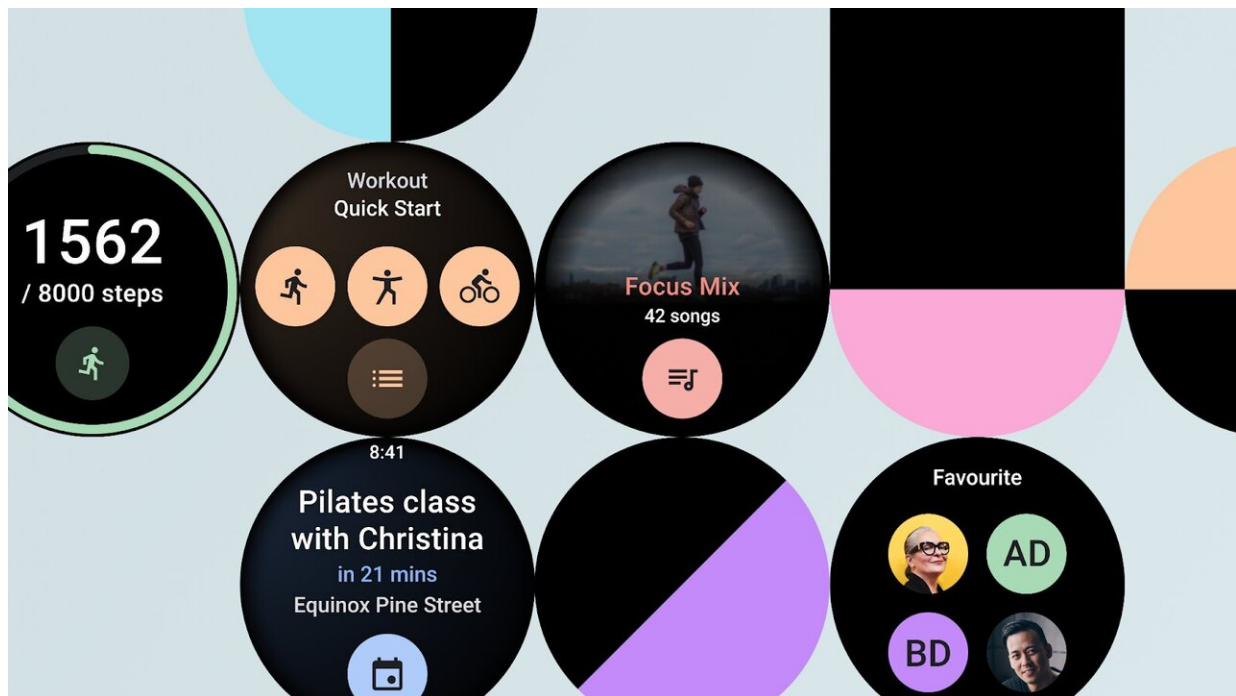 1562
/ 8000 steps
Workout
Quick Start
Focus Mix
42 songs
8:41
Pilates class
with Christina
in 21 mins
Equinox Pine Street
Favourite
AD
BD